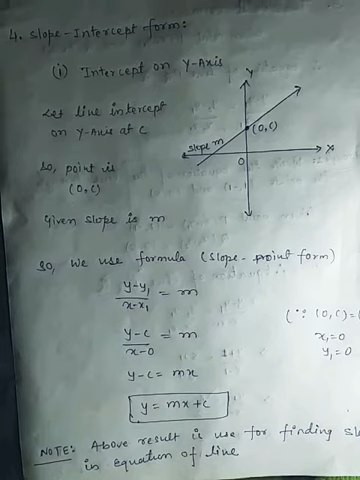 4. Slope-Intercept form:
(i) Intercept on Y-Axis
Let line intercept
on Y-Axis at C
Y
(0,C)
slope m
X
O
So, point is
(0,C)
Given slope is m
So, we use formula (slope-point form)
y-y₁/x-x₁ = m
y-c/x-0 = m
(∵ (0,C)=(
x₁=0
y₁=0
y-c = mx
y = mx+c
NOTE: Above result is use for finding sl
in equation of line